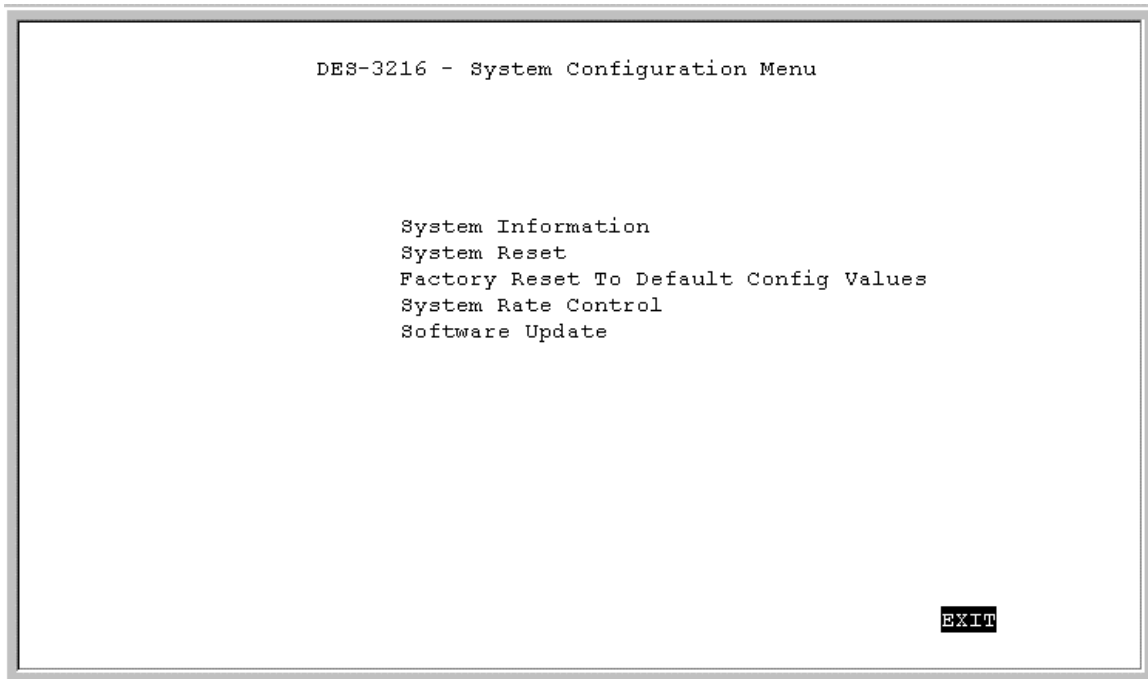 DES-3216 - System Configuration Menu
System Information
System Reset
Factory Reset To Default Config Values
System Rate Control
Software Update
EXIT